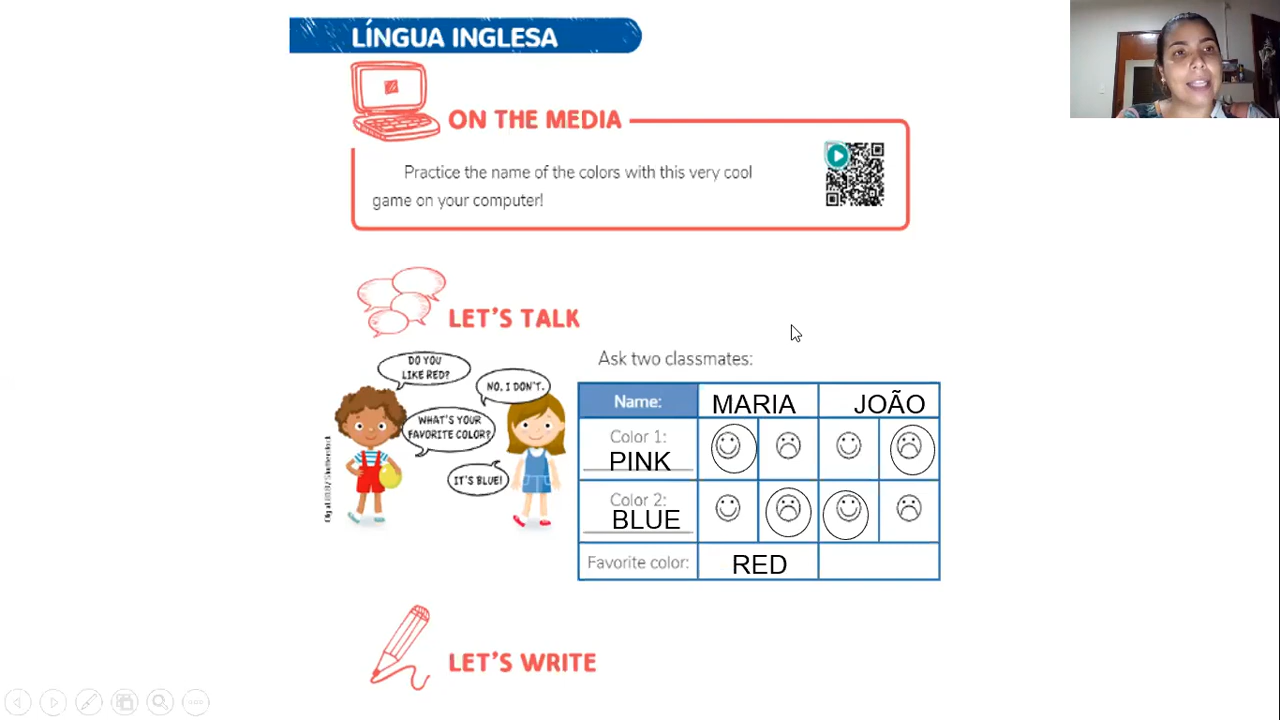 LÍNGUA INGLESA
ON THE MEDIA
Practice the name of the colors with this very cool
game on your computer!
LET'S TALK
DO YOU
LIKE RED?
NO, I DON'T.
WHAT'S YOUR
FAVORITE COLOR?
IT'S BLUE!
Ask two classmates:
Name: MARIA JOÃO
Color 1:
PINK
Color 2:
BLUE
Favorite color: RED
LET'S WRITE